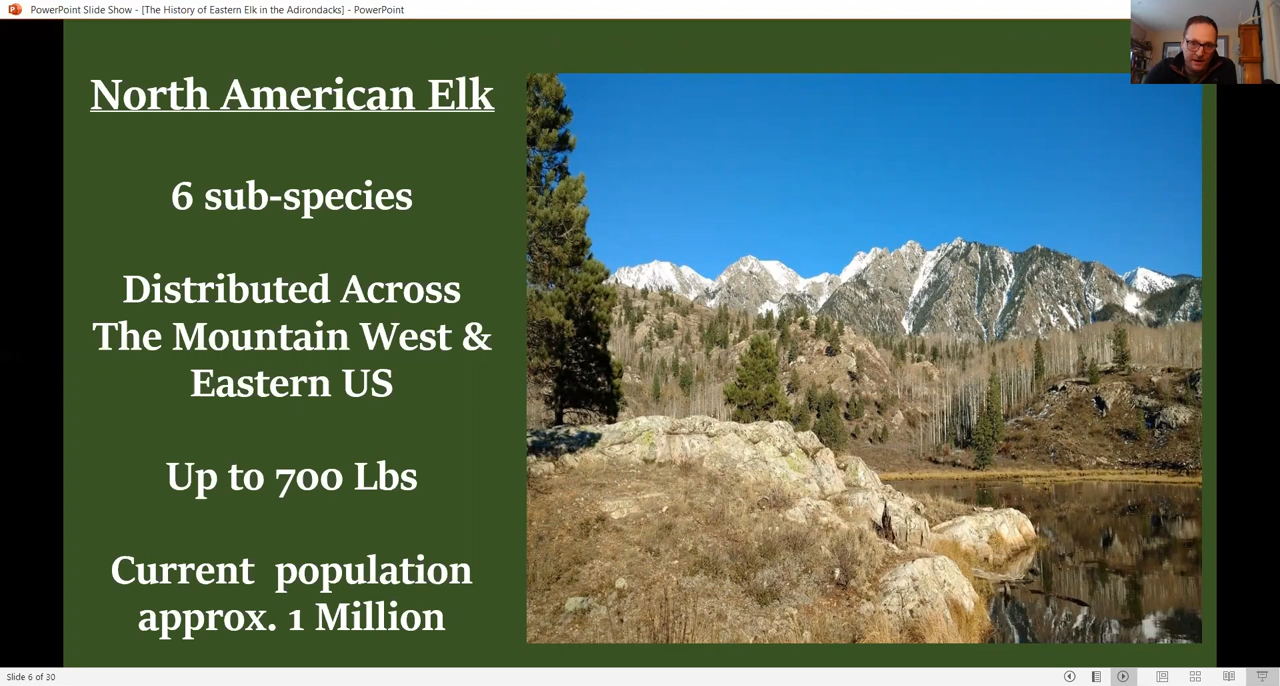 PowerPoint Slide Show - [The History of Eastern Elk in the Adirondacks] - PowerPoint
North American Elk
6 sub-species
Distributed Across
The Mountain West &
Eastern US
Up to 700 Lbs
Current population
approx. 1 Million
Slide 6 of 30